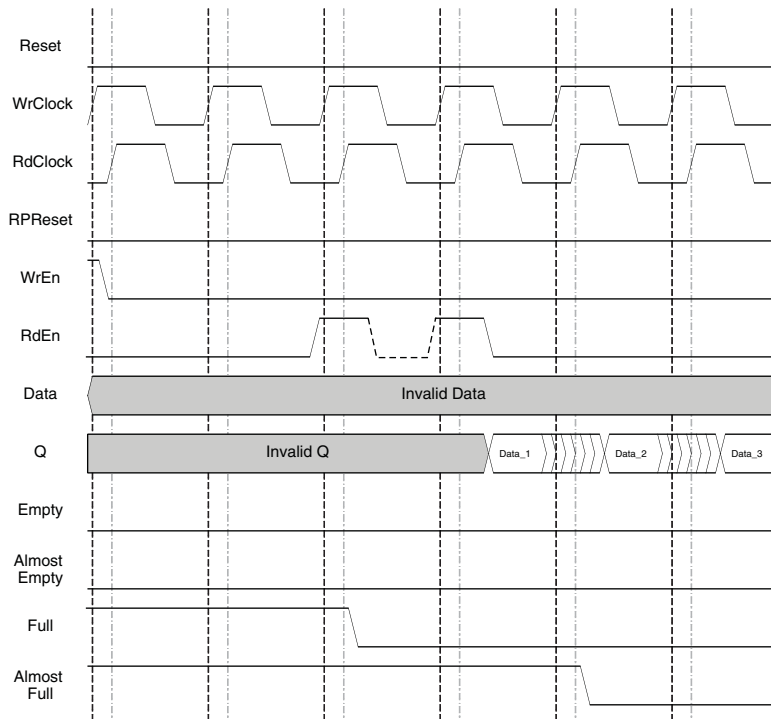 Reset
WrClock
RdClock
RPReset
WrEn
RdEn
Data
Invalid Data
Q
Invalid Q
Data_1
Data_2
Data_3
Empty
Almost
Empty
Full
Almost
Full